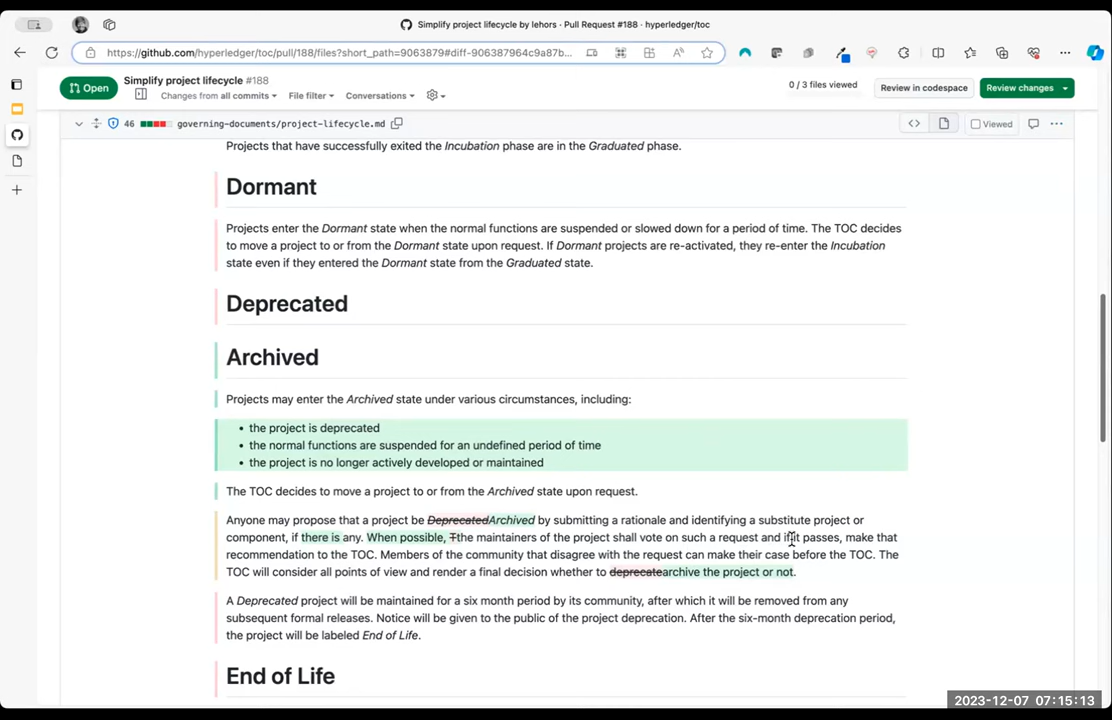 Simplify project lifecycle by lehors · Pull Request #188 · hyperledger/toc
https://github.com/hyperledger/toc/pull/188/files?short_path=9063879#diff-906387964c9a87b...
Open
Simplify project lifecycle #188
Changes from all commits
File filter
Conversations
0 / 3 files viewed
Review in codespace
Review changes
46
governing-documents/project-lifecycle.md
Viewed
Projects that have successfully exited the Incubation phase are in the Graduated phase.
Dormant
Projects enter the Dormant state when the normal functions are suspended or slowed down for a period of time. The TOC decides
to move a project to or from the Dormant state upon request. If Dormant projects are re-activated, they re-enter the Incubation
state even if they entered the Dormant state from the Graduated state.
Deprecated
Archived
Projects may enter the Archived state under various circumstances, including:
• the project is deprecated
• the normal functions are suspended for an undefined period of time
• the project is no longer actively developed or maintained
The TOC decides to move a project to or from the Archived state upon request.
Anyone may propose that a project be DeprecatedArchived by submitting a rationale and identifying a substitute project or
component, if there is any. When possible, Tthe maintainers of the project shall vote on such a request and if it passes, make that
recommendation to the TOC. Members of the community that disagree with the request can make their case before the TOC. The
TOC will consider all points of view and render a final decision whether to deprecatearchive the project or not.
A Deprecated project will be maintained for a six month period by its community, after which it will be removed from any
subsequent formal releases. Notice will be given to the public of the project deprecation. After the six-month deprecation period,
the project will be labeled End of Life.
End of Life
2023-12-07 07:15:13